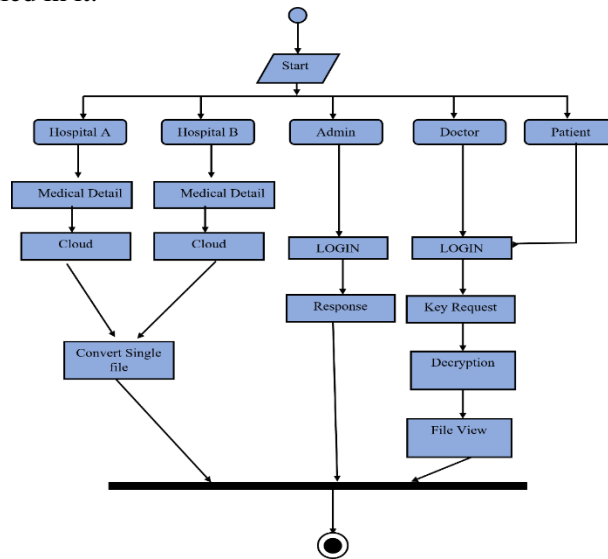 Start
Hospital A
Hospital B
Admin
Doctor
Patient
Medical Detail
Medical Detail
Cloud
Cloud
LOGIN
LOGIN
Response
Key Request
Convert Single
file
Decryption
File View